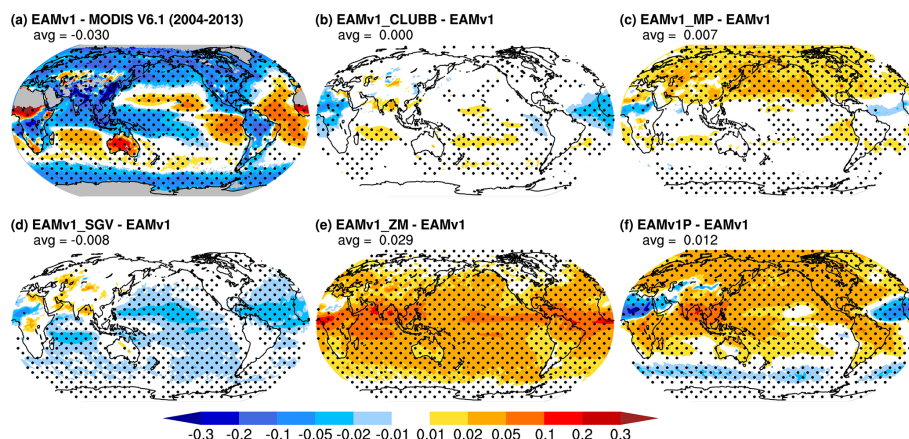 (a) EAMv1 - MODIS V6.1 (2004-2013)
avg = -0.030
(b) EAMv1_CLUBB - EAMv1
avg = 0.000
(c) EAMv1_MP - EAMv1
avg = 0.007
(d) EAMv1_SGV - EAMv1
avg = -0.008
(e) EAMv1_ZM - EAMv1
avg = 0.029
(f) EAMv1P - EAMv1
avg = 0.012
-0.3 -0.2 -0.1 -0.05 -0.02 -0.01 0.01 0.02 0.05 0.1 0.2 0.3